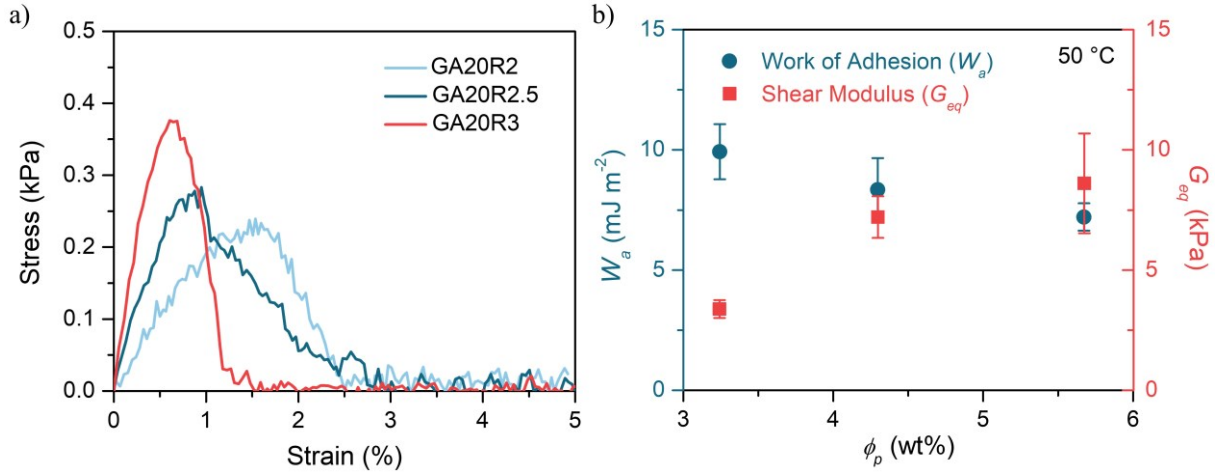 a)
0.5
0.4
0.3
0.2
0.1
0.0
Stress (kPa)
GA20R2
GA20R2.5
GA20R3
0 1 2 3 4 5
Strain (%)
b)
15
10
5
0
Wₐ (mJ m⁻²)
Work of Adhesion (Wₐ)
Shear Modulus (G_eq)
50 °C
15
10
5
0
G_eq (kPa)
3 4 5 6
ϕₚ (wt%)